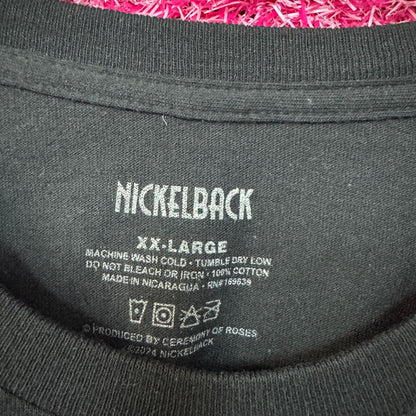 NICKELBACK
XX-LARGE
MACHINE WASH COLD • TUMBLE DRY LOW
DO NOT BLEACH OR IRON • 100% COTTON
MADE IN NICARAGUA • RN#169639
© PRODUCED BY CEREMONY OF ROSES
©2024 NICKELBACK